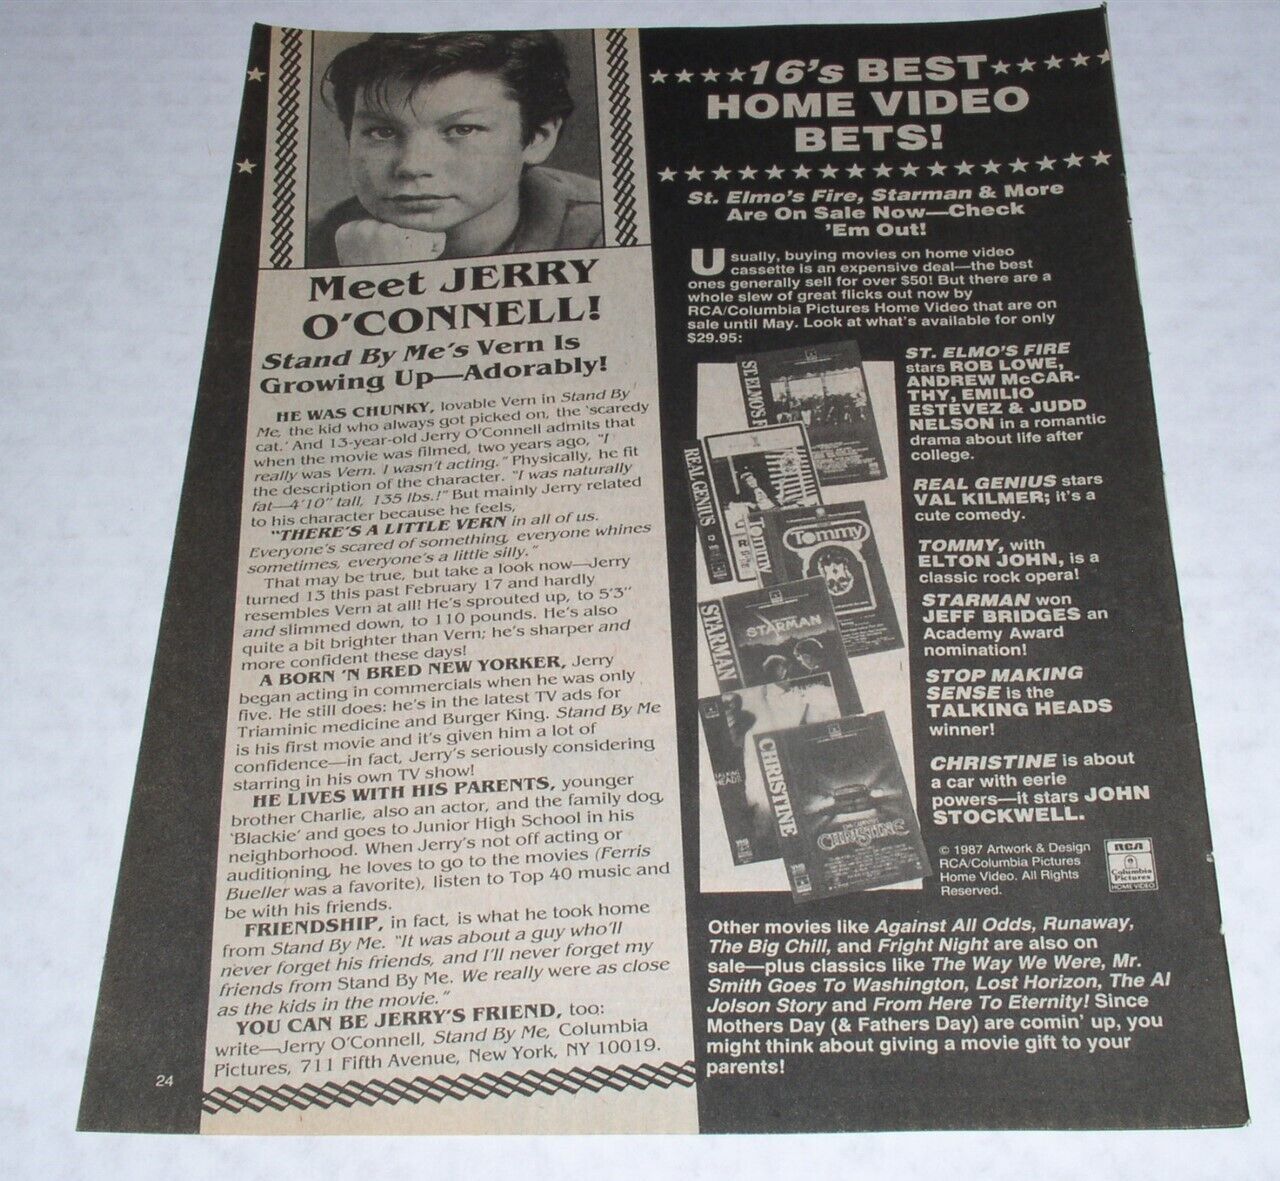 Meet JERRY
O'CONNELL!
Stand By Me's Vern Is
Growing Up—Adorably!
HE WAS CHUNKY, lovable Vern in Stand By
Me, the kid who always got picked on, the 'scaredy
cat.' And 13-year-old Jerry O'Connell admits that
when the movie was filmed, two years ago, "I
really was Vern. I wasn't acting." Physically, he fit
the description of the character. "I was naturally
fat—4'10" tall, 135 lbs.!" But mainly Jerry related
to his character because he feels,
"THERE'S A LITTLE VERN in all of us.
Everyone's scared of something, everyone whines
sometimes, everyone's a little silly."
That may be true, but take a look now—Jerry
turned 13 this past February 17 and hardly
resembles Vern at all! He's sprouted up, to 5'3"
and slimmed down, to 110 pounds. He's also
quite a bit brighter than Vern; he's sharper and
more confident these days!
A BORN 'N BRED NEW YORKER, Jerry
began acting in commercials when he was only
five. He still does: he's in the latest TV ads for
Triaminic medicine and Burger King. Stand By Me
is his first movie and it's given him a lot of
confidence—in fact, Jerry's seriously considering
starring in his own TV show!
HE LIVES WITH HIS PARENTS, younger
brother Charlie, also an actor, and the family dog,
'Blackie' and goes to Junior High School in his
neighborhood. When Jerry's not off acting or
auditioning, he loves to go to the movies (Ferris
Bueller was a favorite), listen to Top 40 music and
be with his friends.
FRIENDSHIP, in fact, is what he took home
from Stand By Me. "It was about a guy who'll
never forget his friends, and I'll never forget my
friends from Stand By Me. We really were as close
as the kids in the movie."
YOU CAN BE JERRY'S FRIEND, too:
write—Jerry O'Connell, Stand By Me, Columbia
Pictures, 711 Fifth Avenue, New York, NY 10019.
24
16's BEST
HOME VIDEO
BETS!
St. Elmo's Fire, Starman & More
Are On Sale Now—Check
'Em Out!
Usually, buying movies on home video
cassette is an expensive deal—the best
ones generally sell for over $50! But there are a
whole slew of great flicks out now by
RCA/Columbia Pictures Home Video that are on
sale until May. Look at what's available for only
$29.95:
ST. ELMO'S F
REAL GENIUS
Tommy
Tommy
STARMAN
STARMAN
TALKING
HEADS
CHRISTINE
CHRISTINE
ST. ELMO'S FIRE
stars ROB LOWE,
ANDREW McCAR-
THY, EMILIO
ESTEVEZ & JUDD
NELSON in a romantic
drama about life after
college.
REAL GENIUS stars
VAL KILMER; it's a
cute comedy.
TOMMY, with
ELTON JOHN, is a
classic rock opera!
STARMAN won
JEFF BRIDGES an
Academy Award
nomination!
STOP MAKING
SENSE is the
TALKING HEADS
winner!
CHRISTINE is about
a car with eerie
powers—it stars JOHN
STOCKWELL.
© 1987 Artwork & Design
RCA/Columbia Pictures
Home Video. All Rights
Reserved.
RCA
Columbia
Pictures
HOME VIDEO
Other movies like Against All Odds, Runaway,
The Big Chill, and Fright Night are also on
sale—plus classics like The Way We Were, Mr.
Smith Goes To Washington, Lost Horizon, The Al
Jolson Story and From Here To Eternity! Since
Mothers Day (& Fathers Day) are comin' up, you
might think about giving a movie gift to your
parents!